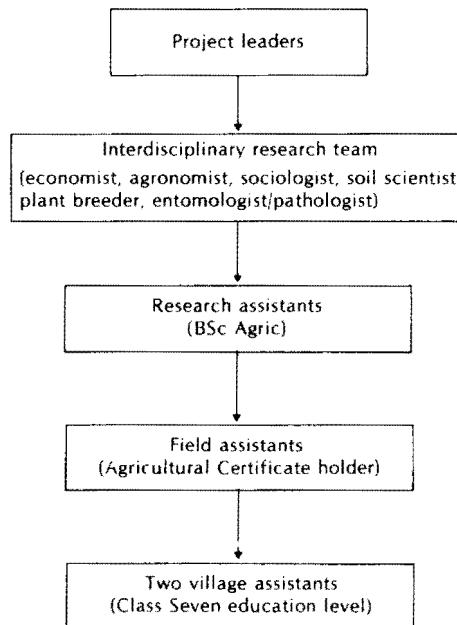 Project leaders
Interdisciplinary research team
(economist, agronomist, sociologist, soil scientist
plant breeder, entomologist/pathologist)
Research assistants
(BSc Agric)
Field assistants
(Agricultural Certificate holder)
Two village assistants
(Class Seven education level)